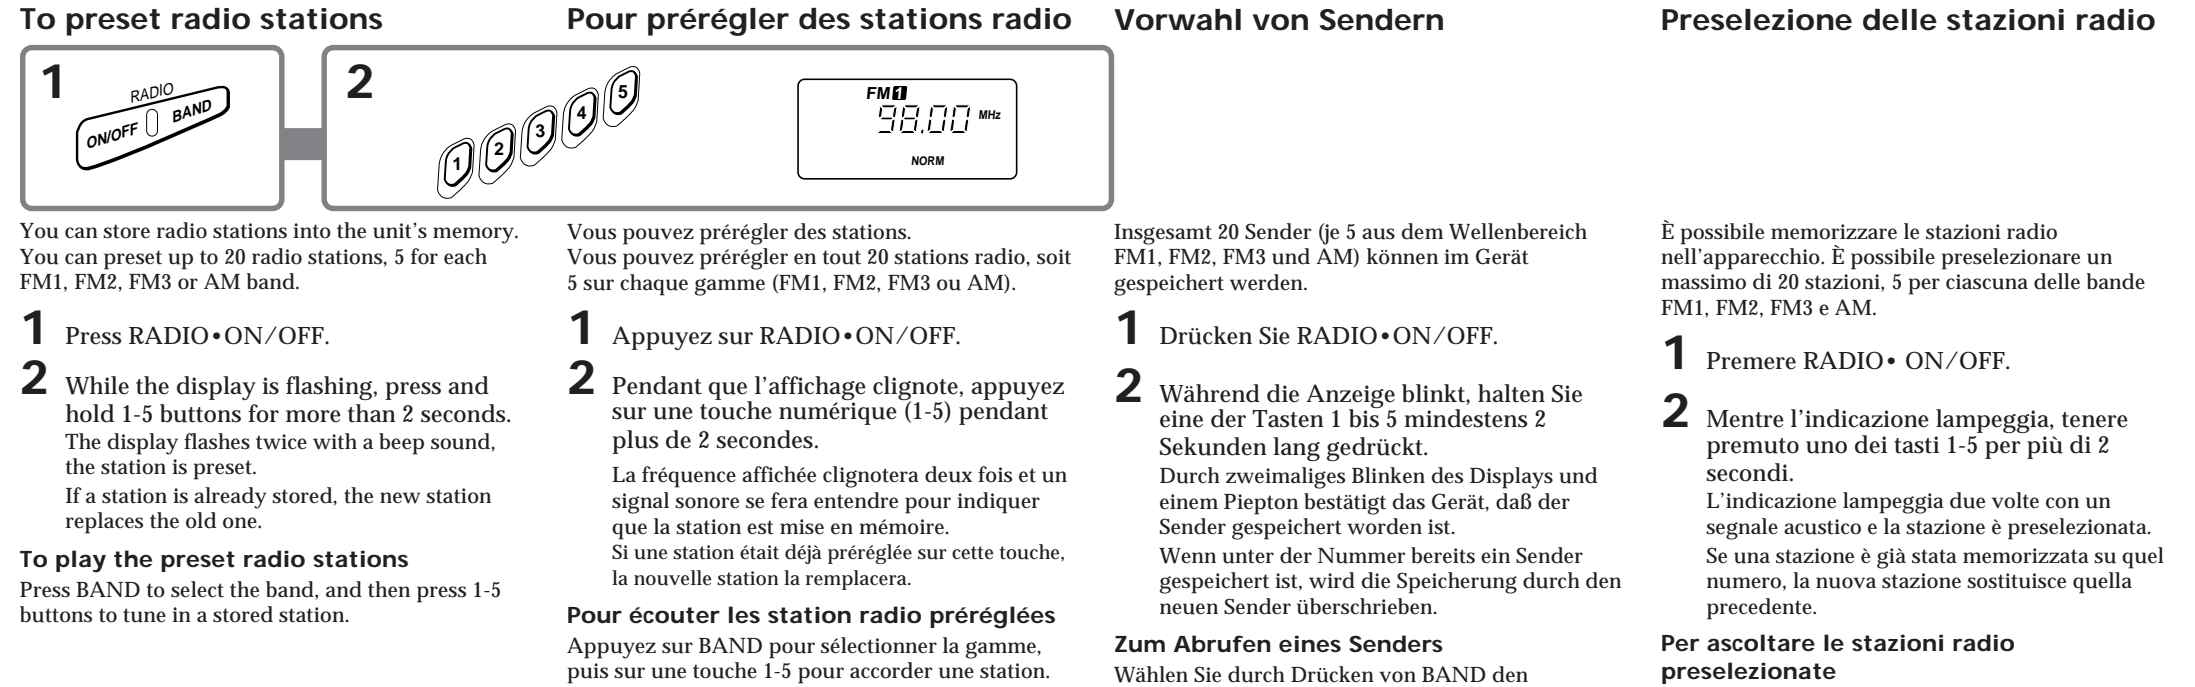 To preset radio stations
1
RADIO
ON/OFF BAND
2
1 2 3 4 5
FM1
98.00 MHz
NORM
You can store radio stations into the unit's memory.
You can preset up to 20 radio stations, 5 for each
FM1, FM2, FM3 or AM band.
1 Press RADIO•ON/OFF.
2 While the display is flashing, press and
hold 1-5 buttons for more than 2 seconds.
The display flashes twice with a beep sound,
the station is preset.
If a station is already stored, the new station
replaces the old one.
To play the preset radio stations
Press BAND to select the band, and then press 1-5
buttons to tune in a stored station.
Pour prérégler des stations radio
Vous pouvez prérégler des stations.
Vous pouvez prérégler en tout 20 stations radio, soit
5 sur chaque gamme (FM1, FM2, FM3 ou AM).
1 Appuyez sur RADIO•ON/OFF.
2 Pendant que l'affichage clignote, appuyez
sur une touche numérique (1-5) pendant
plus de 2 secondes.
La fréquence affichée clignotera deux fois et un
signal sonore se fera entendre pour indiquer
que la station est mise en mémoire.
Si une station était déjà préréglée sur cette touche,
la nouvelle station la remplacera.
Pour écouter les station radio préréglées
Appuyez sur BAND pour sélectionner la gamme,
puis sur une touche 1-5 pour accorder une station.
Vorwahl von Sendern
Insgesamt 20 Sender (je 5 aus dem Wellenbereich
FM1, FM2, FM3 und AM) können im Gerät
gespeichert werden.
1 Drücken Sie RADIO•ON/OFF.
2 Während die Anzeige blinkt, halten Sie
eine der Tasten 1 bis 5 mindestens 2
Sekunden lang gedrückt.
Durch zweimaliges Blinken des Displays und
einem Piepton bestätigt das Gerät, daß der
Sender gespeichert worden ist.
Wenn unter der Nummer bereits ein Sender
gespeichert ist, wird die Speicherung durch den
neuen Sender überschrieben.
Zum Abrufen eines Senders
Wählen Sie durch Drücken von BAND den
Preselezione delle stazioni radio
È possibile memorizzare le stazioni radio
nell'apparecchio. È possibile preselezionare un
massimo di 20 stazioni, 5 per ciascuna delle bande
FM1, FM2, FM3 e AM.
1 Premere RADIO• ON/OFF.
2 Mentre l'indicazione lampeggia, tenere
premuto uno dei tasti 1-5 per più di 2
secondi.
L'indicazione lampeggia due volte con un
segnale acustico e la stazione è preselezionata.
Se una stazione è già stata memorizzata su quel
numero, la nuova stazione sostituisce quella
precedente.
Per ascoltare le stazioni radio
preselezionate